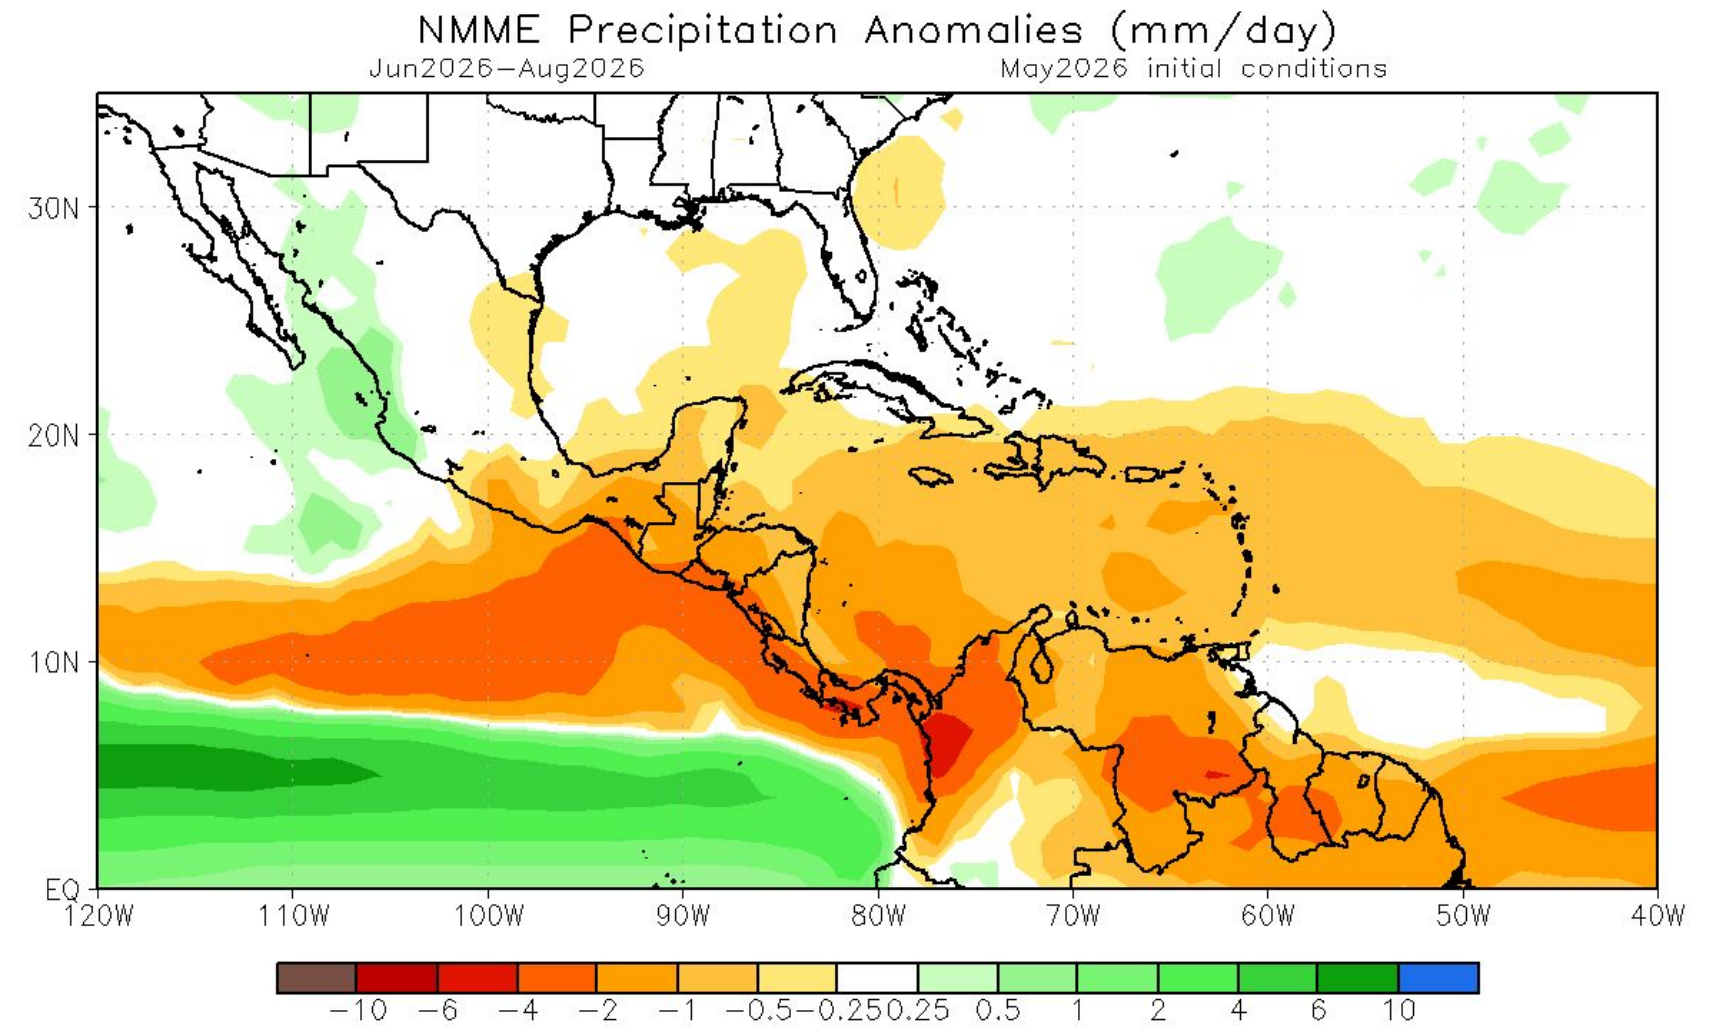 NMME Precipitation Anomalies (mm/day)
Jun2026-Aug2026 May2026 initial conditions
30N
20N
10N
EQ
120W 110W 100W 90W 80W 70W 60W 50W 40W
-10 -6 -4 -2 -1 -0.5 -0.25 0.25 0.5 1 2 4 6 10